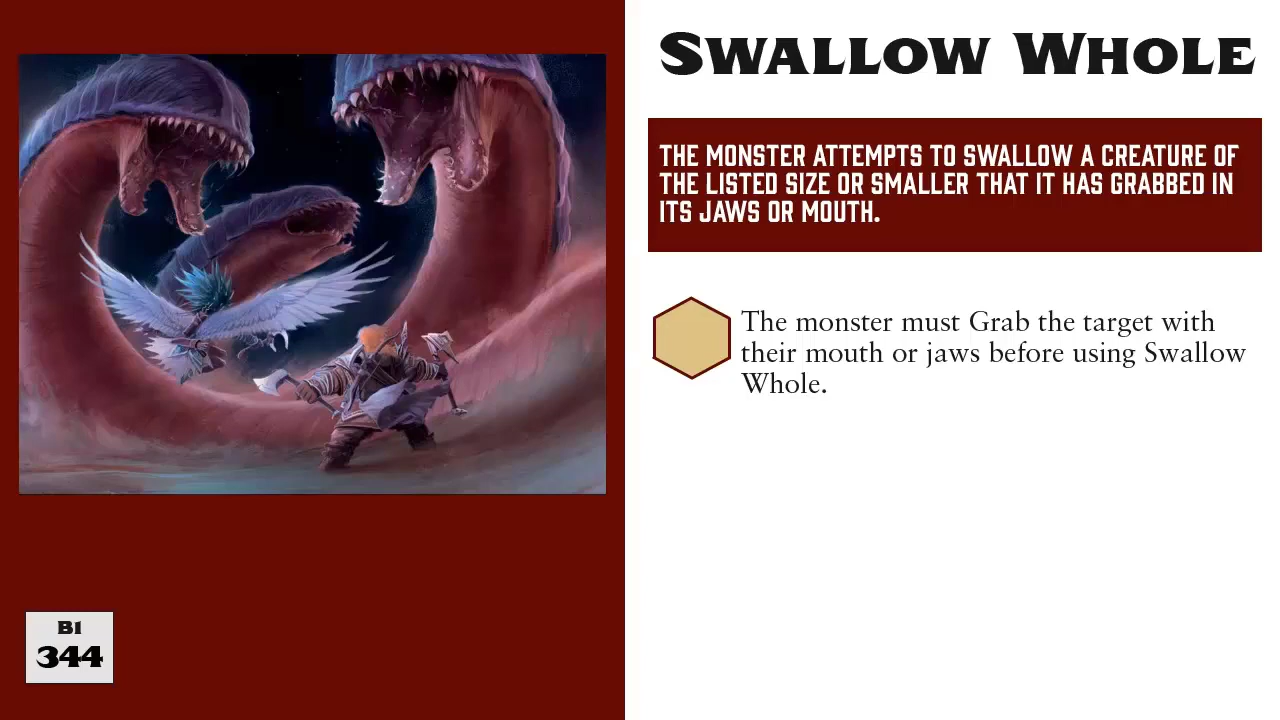 SWALLOW WHOLE
THE MONSTER ATTEMPTS TO SWALLOW A CREATURE OF
THE LISTED SIZE OR SMALLER THAT IT HAS GRABBED IN
ITS JAWS OR MOUTH.
The monster must Grab the target with
their mouth or jaws before using Swallow
Whole.
B1
344